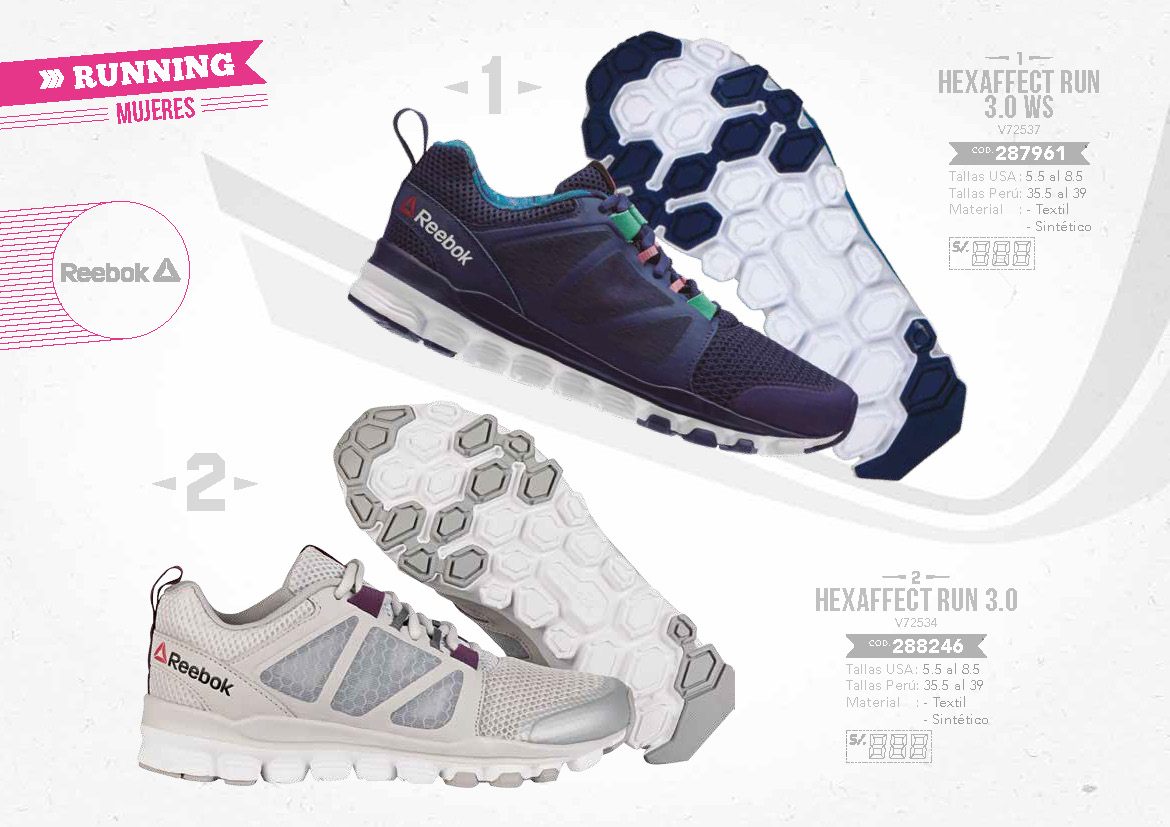 RUNNING
MUJERES
Reebok
1
Reebok
1
HEXAFFECT RUN
3.0 WS
V72537
COD. 287961
Tallas USA : 5.5 al 8.5
Tallas Perú: 35.5 al 39
Material : - Textil
- Sintético
S/. 888
2
Reebok
2
HEXAFFECT RUN 3.0
V72534
COD. 288246
Tallas USA : 5.5 al 8.5
Tallas Perú: 35.5 al 39
Material : - Textil
- Sintético
S/. 888